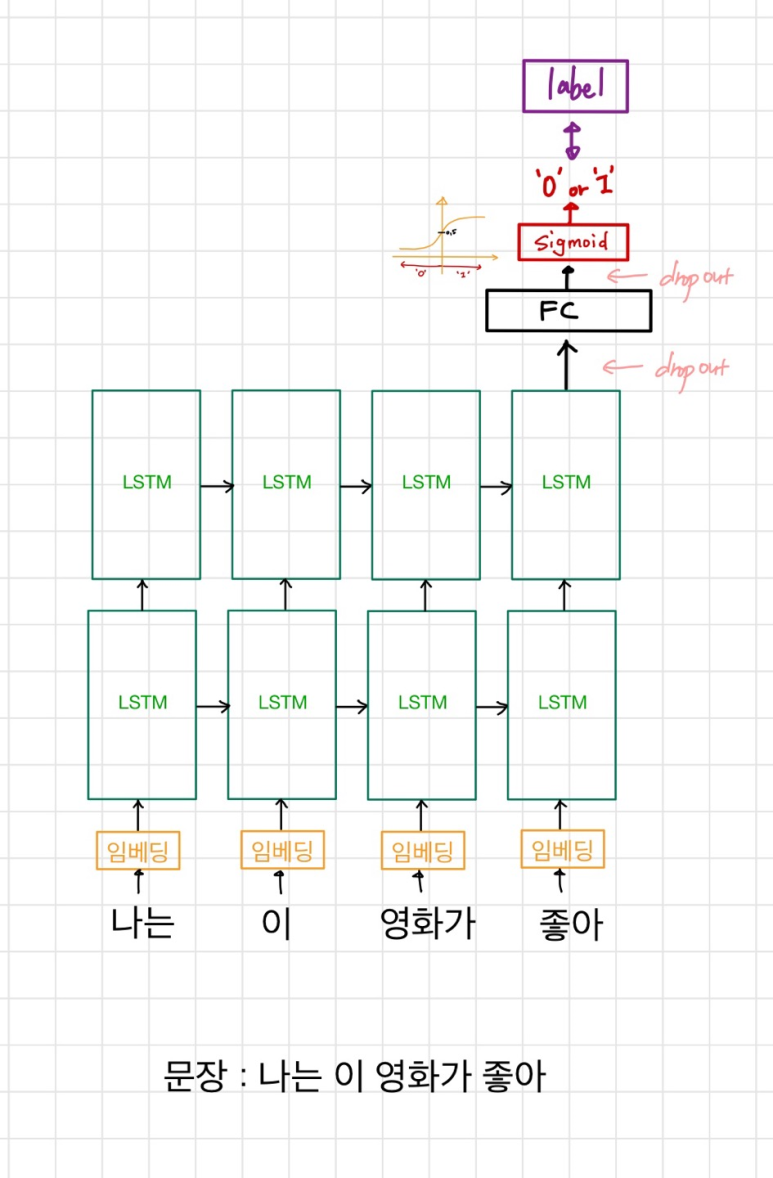 label
'0' or '1'
0.5
'0' '1'
Sigmoid
drop out
FC
drop out
LSTM LSTM LSTM LSTM
LSTM LSTM LSTM LSTM
임베딩 임베딩 임베딩 임베딩
나는 이 영화가 좋아
문장 : 나는 이 영화가 좋아